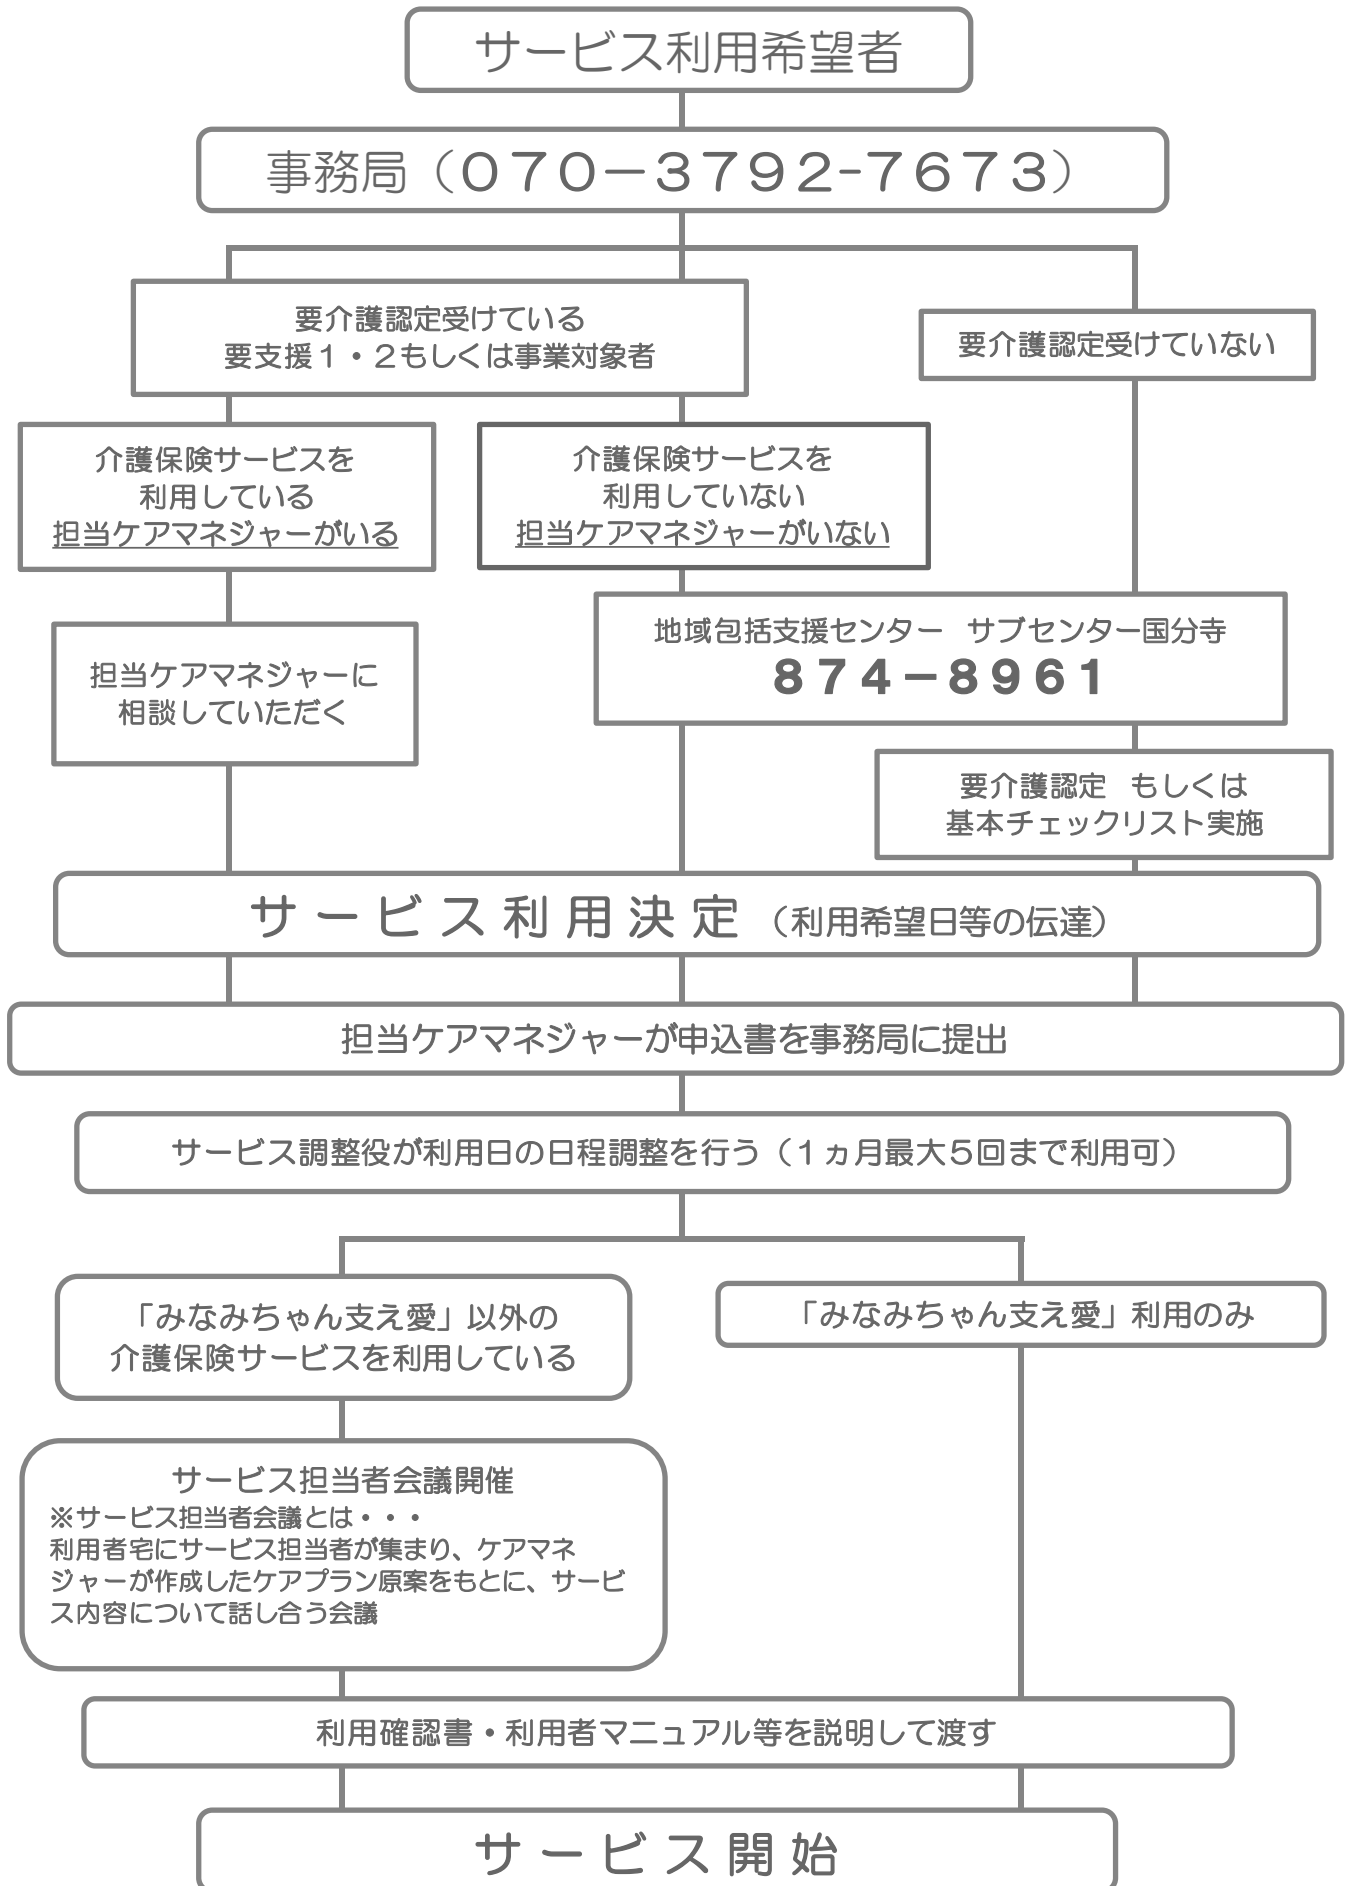 サービス利用希望者
事務局（０７０－３７９２-７６７３）
要介護認定受けている
要支援１・２もしくは事業対象者
要介護認定受けていない
介護保険サービスを
利用している
担当ケアマネジャーがいる
介護保険サービスを
利用していない
担当ケアマネジャーがいない
担当ケアマネジャーに
相談していただく
地域包括支援センター　サブセンター国分寺
８７４－８９６１
要介護認定　もしくは
基本チェックリスト実施
サービス利用決定（利用希望日等の伝達）
担当ケアマネジャーが申込書を事務局に提出
サービス調整役が利用日の日程調整を行う（１ヵ月最大５回まで利用可）
「みなみちゃん支え愛」以外の
介護保険サービスを利用している
「みなみちゃん支え愛」利用のみ
サービス担当者会議開催
※サービス担当者会議とは・・・
利用者宅にサービス担当者が集まり、ケアマネ
ジャーが作成したケアプラン原案をもとに、サービ
ス内容について話し合う会議
利用確認書・利用者マニュアル等を説明して渡す
サービス開始